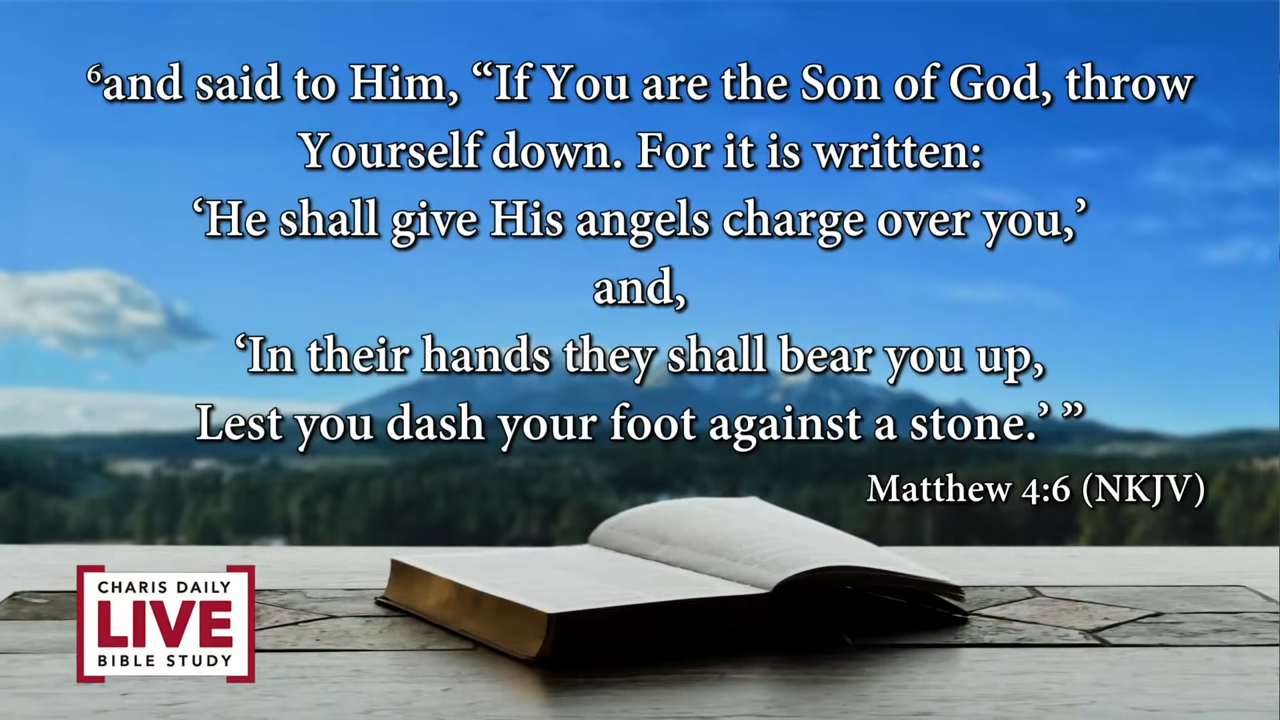 ⁶and said to Him, “If You are the Son of God, throw
Yourself down. For it is written:
‘He shall give His angels charge over you,’
and,
‘In their hands they shall bear you up,
Lest you dash your foot against a stone.’ ”
Matthew 4:6 (NKJV)
CHARIS DAILY
LIVE
BIBLE STUDY